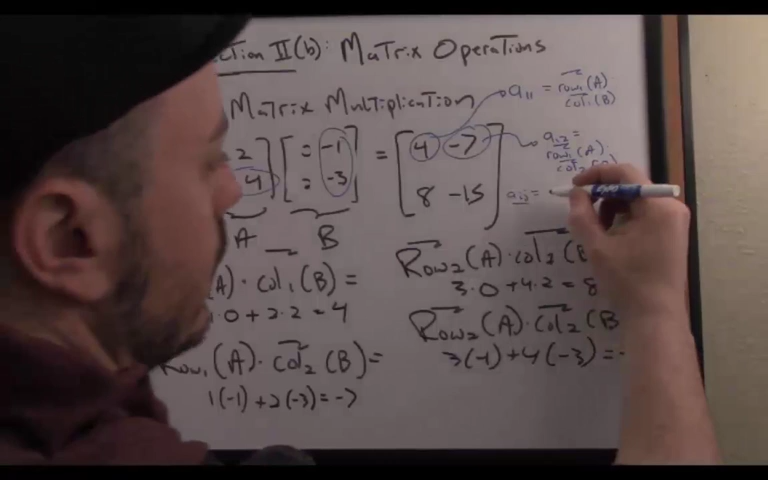 ction II(b): Matrix Operations
Matrix Multiplication
a11 = row1(A)
col1(B)
2] [: -1] = [4 -7]
4] [: -3] [8 -15]
a12 =
row1(A).
A B
Row2(A)·col1(B
3·0+4·2=8
(A)·col1(B)=
·0+2·2=4
Row2(A)·Col2(B
3(-1)+4(-3)=-
Row1(A)·col2(B)=
1(-1)+2(-3)=-7